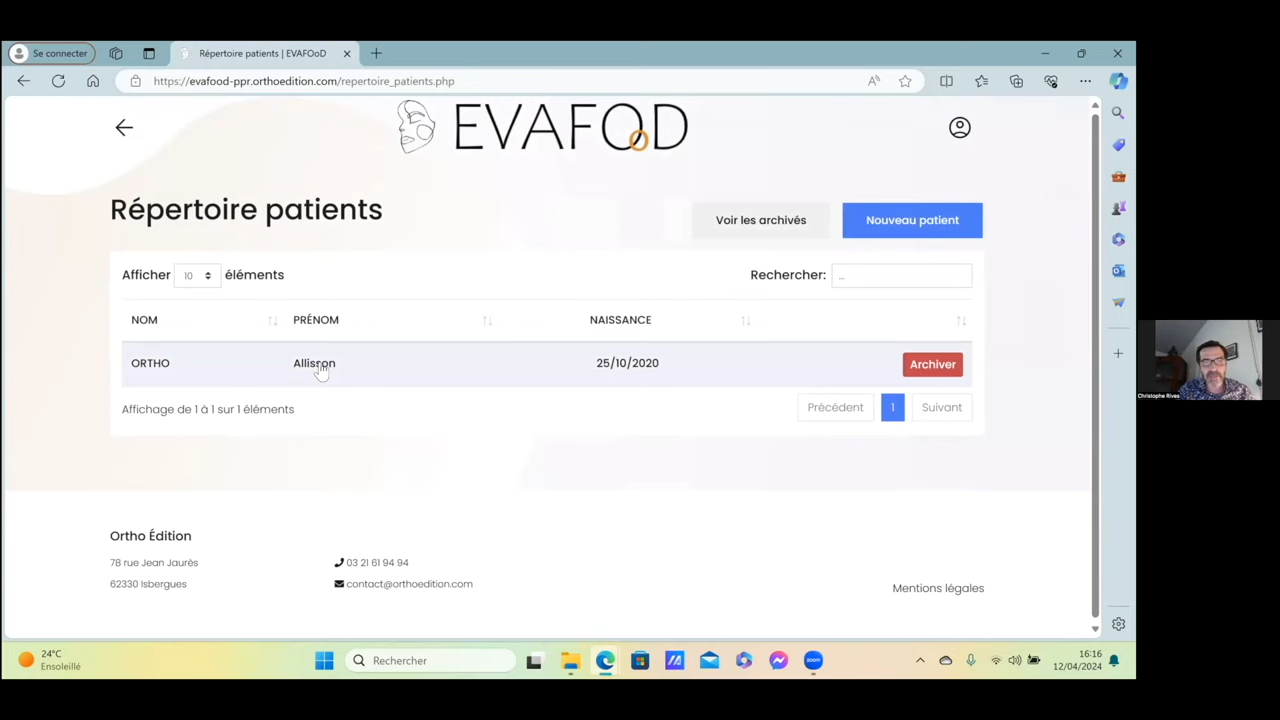 Se connecter
Répertoire patients | EVAFOoD
https://evafood-ppr.orthoedition.com/repertoire_patients.php
EVAFOoD
Répertoire patients
Voir les archivés
Nouveau patient
Afficher 10 éléments
Rechercher: ...
NOM PRÉNOM NAISSANCE
ORTHO Allisson 25/10/2020 Archiver
Affichage de 1 à 1 sur 1 éléments
Précédent 1 Suivant
Christophe Rives
Ortho Édition
78 rue Jean Jaurès
62330 Isbergues
03 21 61 94 94
contact@orthoedition.com
Mentions légales
24°C
Ensoleillé
Rechercher
zoom
16:16
12/04/2024